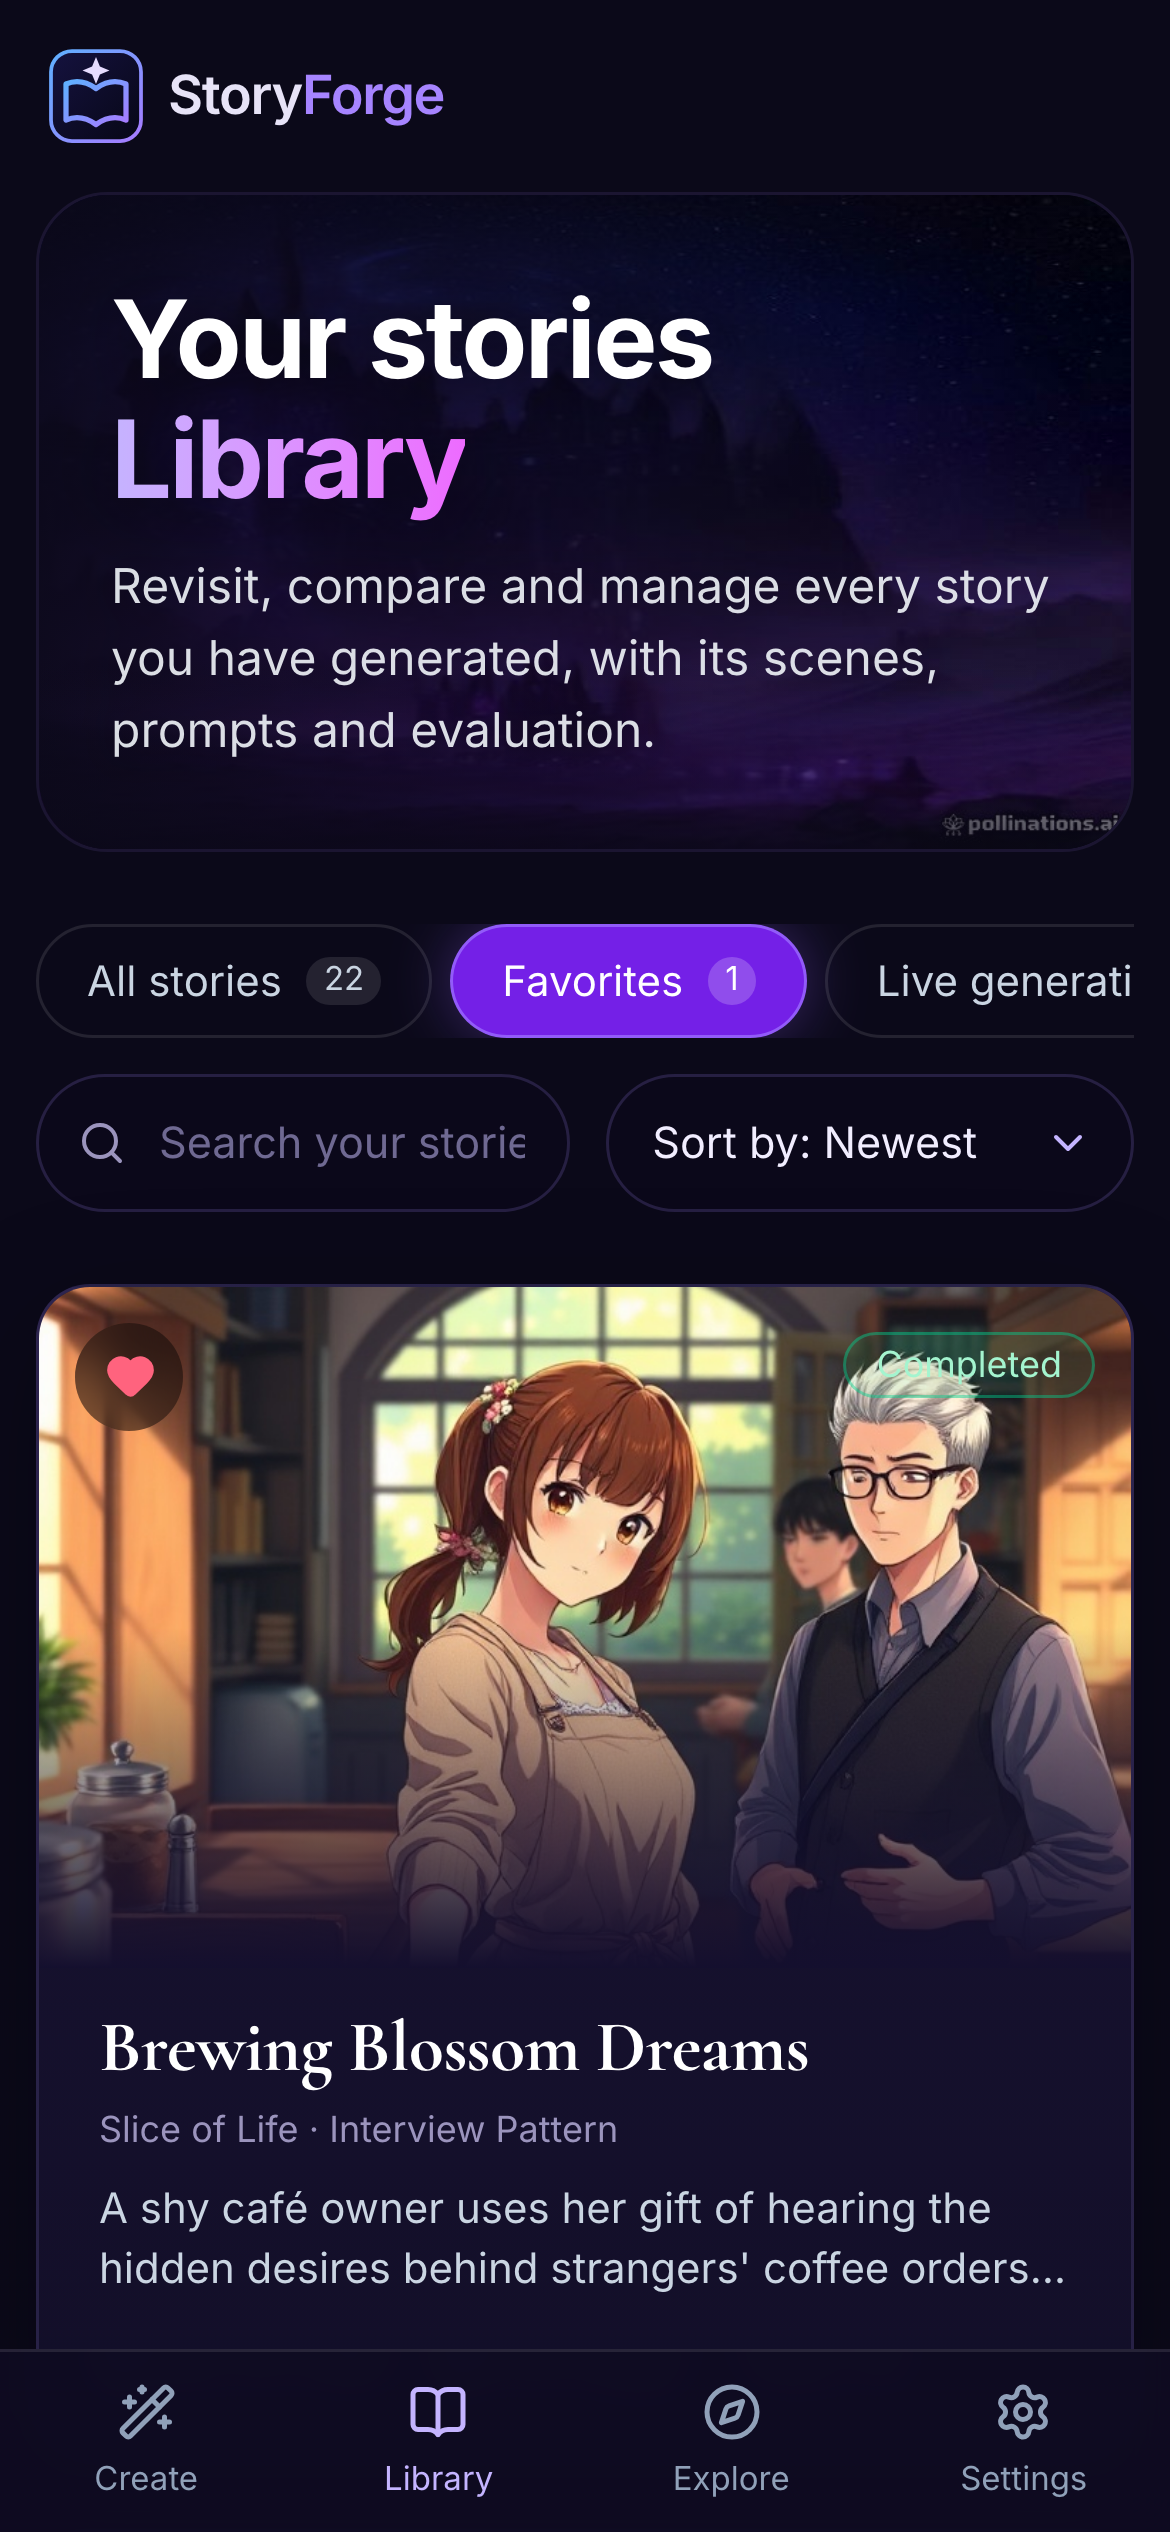 StoryForge
Your stories
Library
Revisit, compare and manage every story
you have generated, with its scenes,
prompts and evaluation.
pollinations.ai
All stories 22
Favorites 1
Live generati
Search your storie
Sort by: Newest
Completed
Brewing Blossom Dreams
Slice of Life · Interview Pattern
A shy café owner uses her gift of hearing the
hidden desires behind strangers' coffee orders...
Create
Library
Explore
Settings